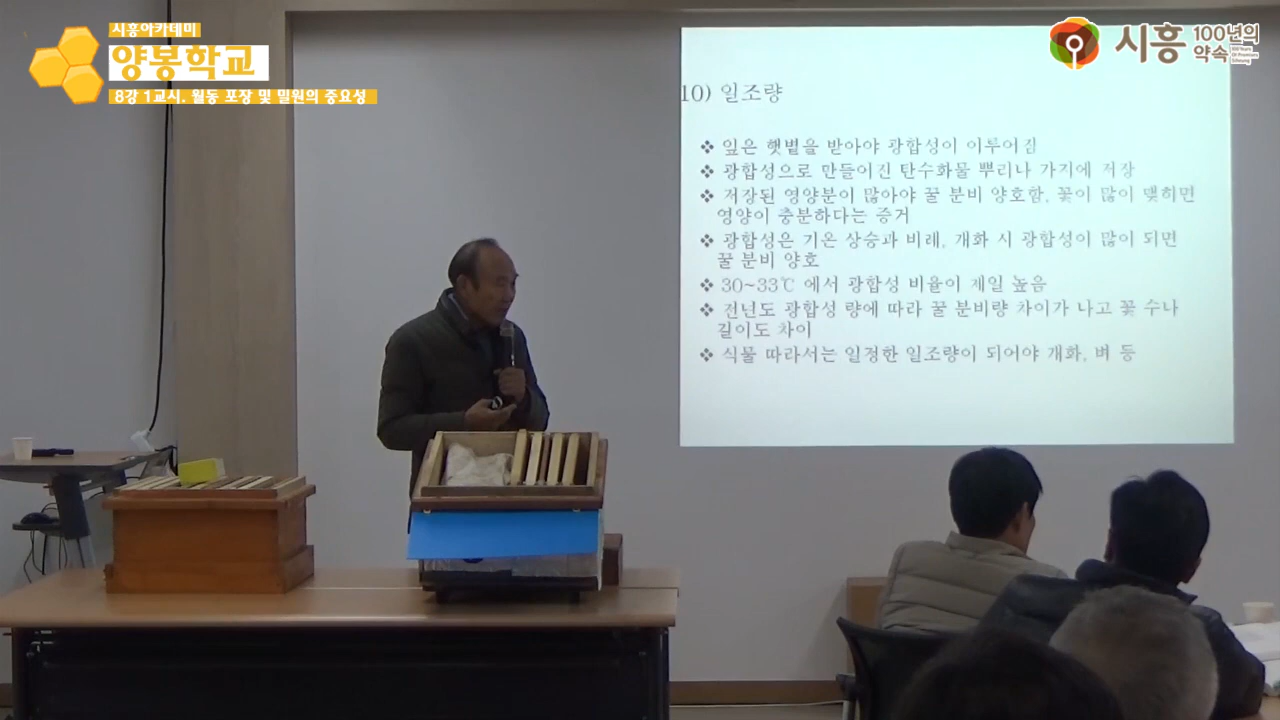 시흥아카데미
양봉학교
8강 1교시. 월동 포장 및 밀원의 중요성
시흥 100년의 약속
10) 일조량
❖ 잎은 햇볕을 받아야 광합성이 이루어짐
❖ 광합성으로 만들어진 탄수화물 뿌리나 가지에 저장
❖ 저장된 영양분이 많아야 꿀 분비 양호함, 꽃이 많이 맺히면
영양이 충분하다는 증거
❖ 광합성은 기온 상승과 비례, 개화 시 광합성이 많이 되면
꿀 분비 양호
❖ 30~33℃ 에서 광합성 비율이 제일 높음
❖ 전년도 광합성 량에 따라 꿀 분비량 차이가 나고 꽃 수나
길이도 차이
❖ 식물 따라서는 일정한 일조량이 되어야 개화, 벼 등